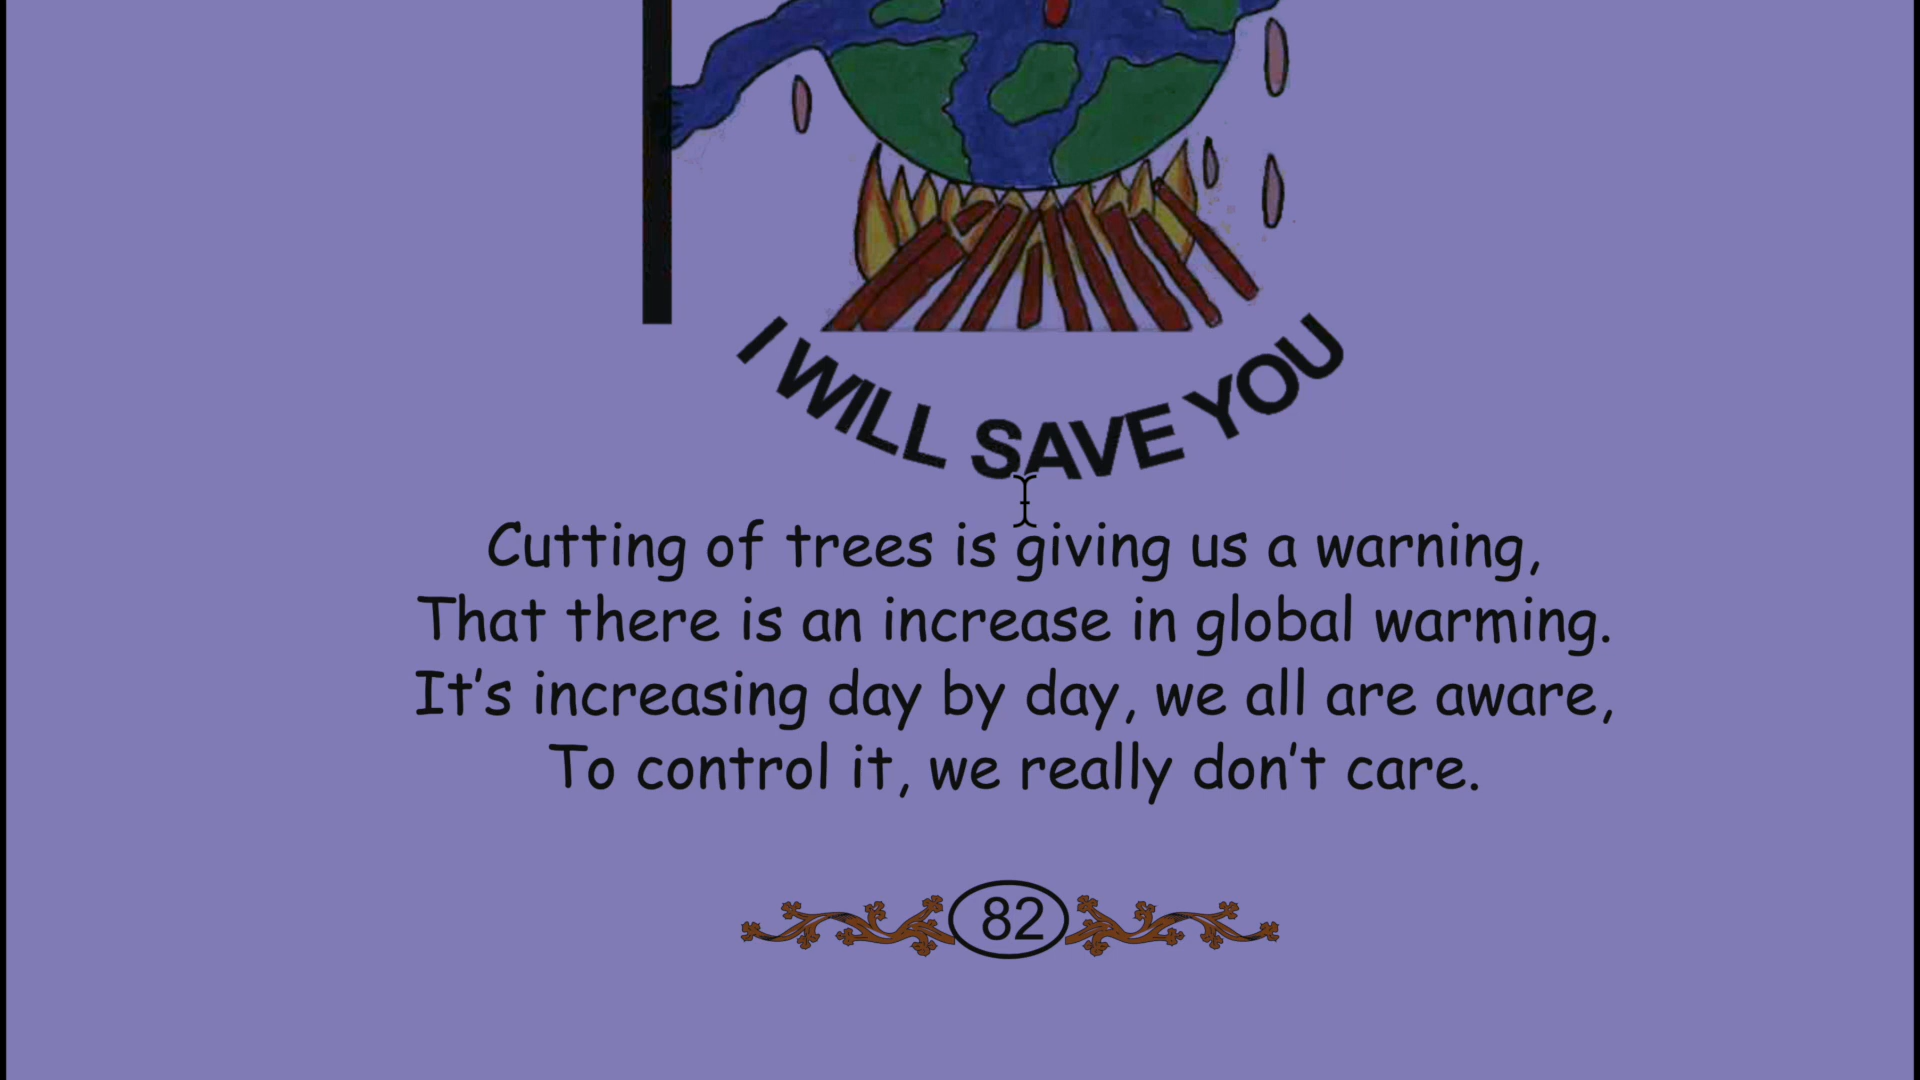 I WILL SAVE YOU
Cutting of trees is giving us a warning,
That there is an increase in global warming.
It’s increasing day by day, we all are aware,
To control it, we really don’t care.
82